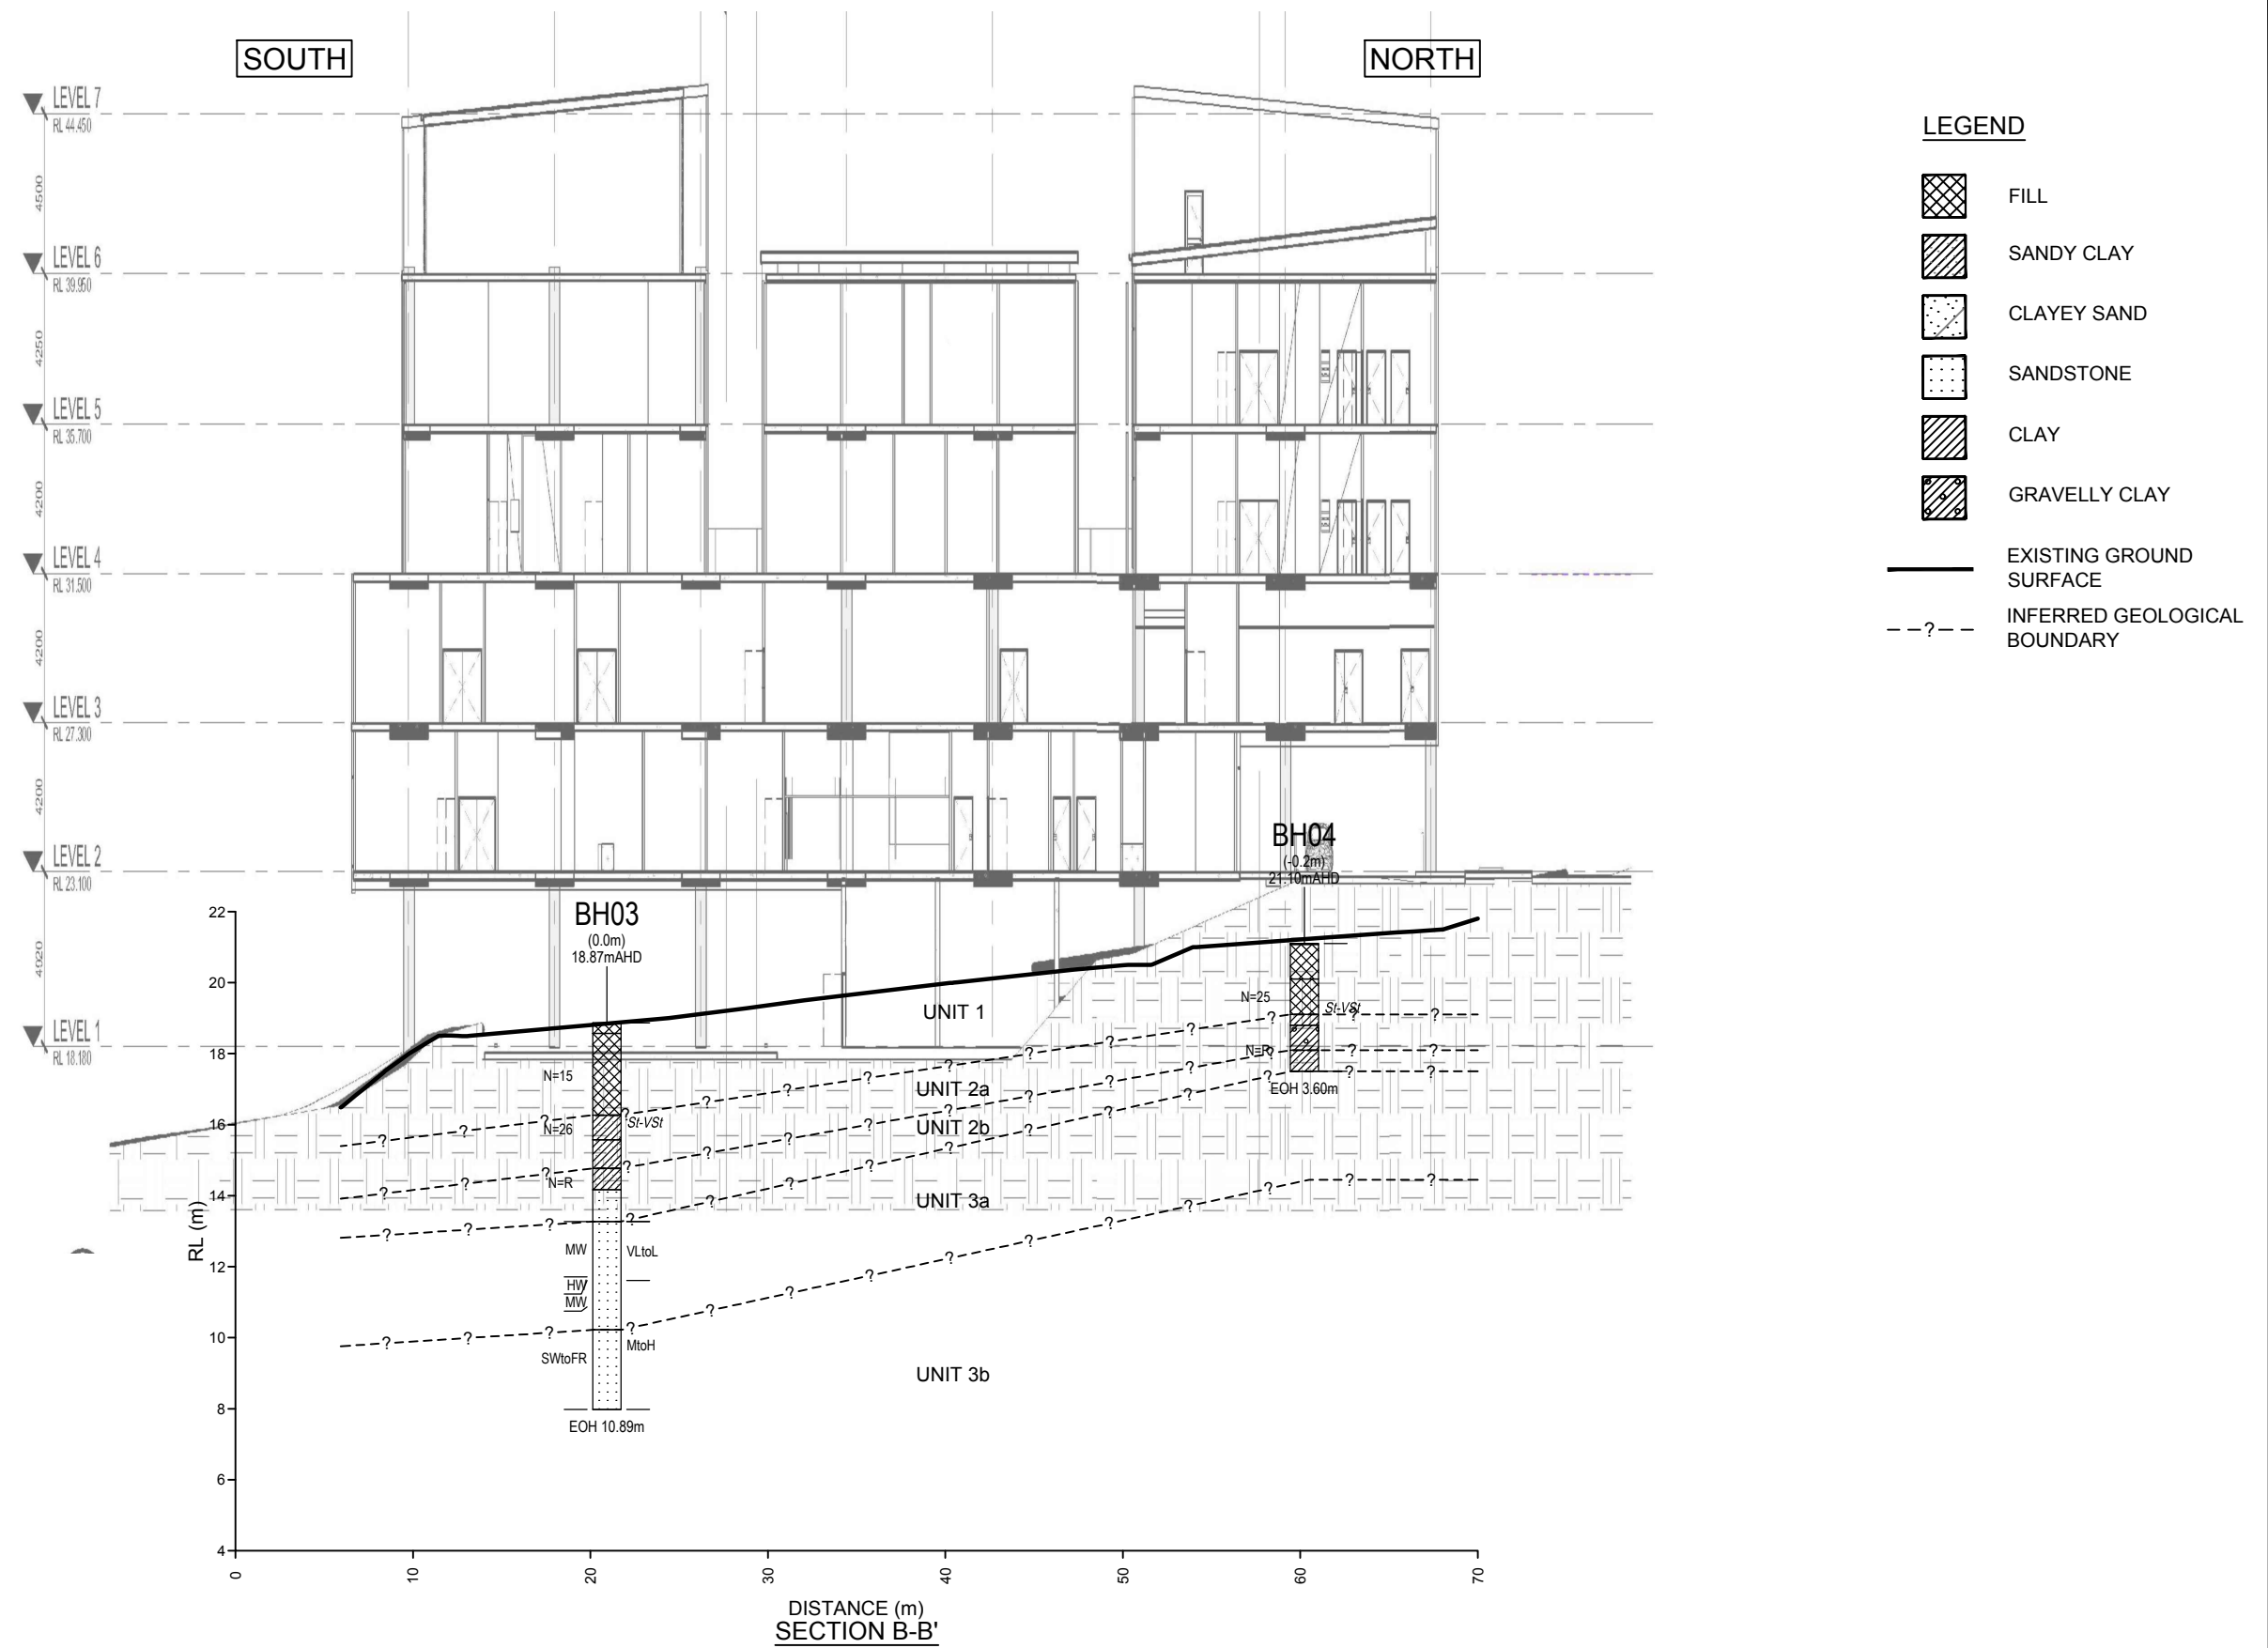 SOUTH
NORTH
LEVEL 7
RL 44.450
4500
LEVEL 6
RL 39.950
4250
LEVEL 5
RL 35.700
4200
LEVEL 4
RL 31.500
4200
LEVEL 3
RL 27.300
4200
LEVEL 2
RL 23.100
4920
LEVEL 1
RL 18.180
LEGEND
FILL
SANDY CLAY
CLAYEY SAND
SANDSTONE
CLAY
GRAVELLY CLAY
EXISTING GROUND
SURFACE
?
INFERRED GEOLOGICAL
BOUNDARY
BH03
(0.0m)
18.87mAHD
N=15
N=26
St-VSt
N=R
MW
VLtoL
HW
MW
MtoH
SWtoFR
EOH 10.89m
BH04
(-0.2m)
21.10mAHD
N=25
St-VSt
N=R
EOH 3.60m
UNIT 1
UNIT 2a
UNIT 2b
UNIT 3a
UNIT 3b
22
20
18
16
14
12
10
8
6
4
RL (m)
0
10
20
30
40
50
60
70
DISTANCE (m)
SECTION B-B'